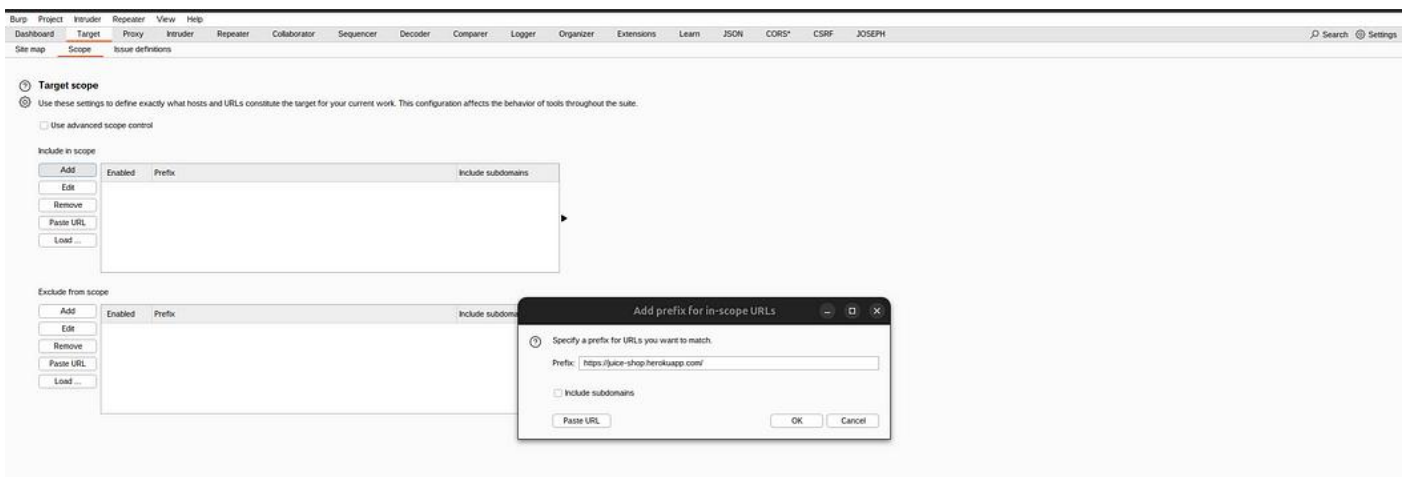 Burp Project Intruder Repeater View Help
Dashboard Target Proxy Intruder Repeater Collaborator Sequencer Decoder Comparer Logger Organizer Extensions Learn JSON CORS* CSRF JOSEPH Search Settings
Site map Scope Issue definitions
Target scope
Use these settings to define exactly what hosts and URLs constitute the target for your current work. This configuration affects the behavior of tools throughout the suite.
Use advanced scope control
Include in scope
Add Enabled Prefix Include subdomains
Edit
Remove
Paste URL
Load ...
Exclude from scope
Add Enabled Prefix Include subdoma
Edit
Remove
Paste URL
Load ...
Add prefix for in-scope URLs
Specify a prefix for URLs you want to match.
Prefix: https://juice-shop.herokuapp.com/
Include subdomains
Paste URL OK Cancel